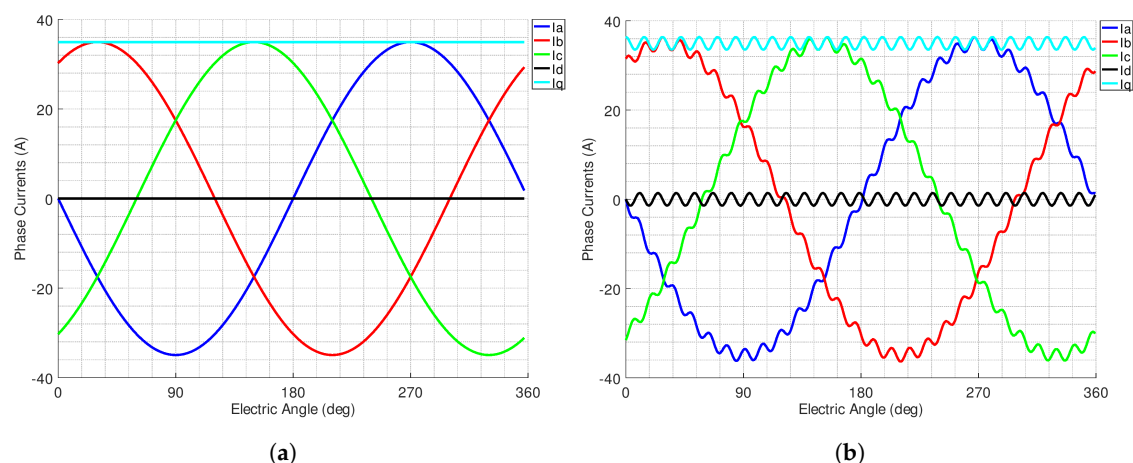 40
20
0
-20
-40
Phase Currents (A)
0
90
180
270
360
Electric Angle (deg)
Ia
Ib
Ic
Id
Iq
(a)
40
20
0
-20
-40
Phase Currents (A)
0
90
180
270
360
Electric Angle (deg)
Ia
Ib
Ic
Id
Iq
(b)